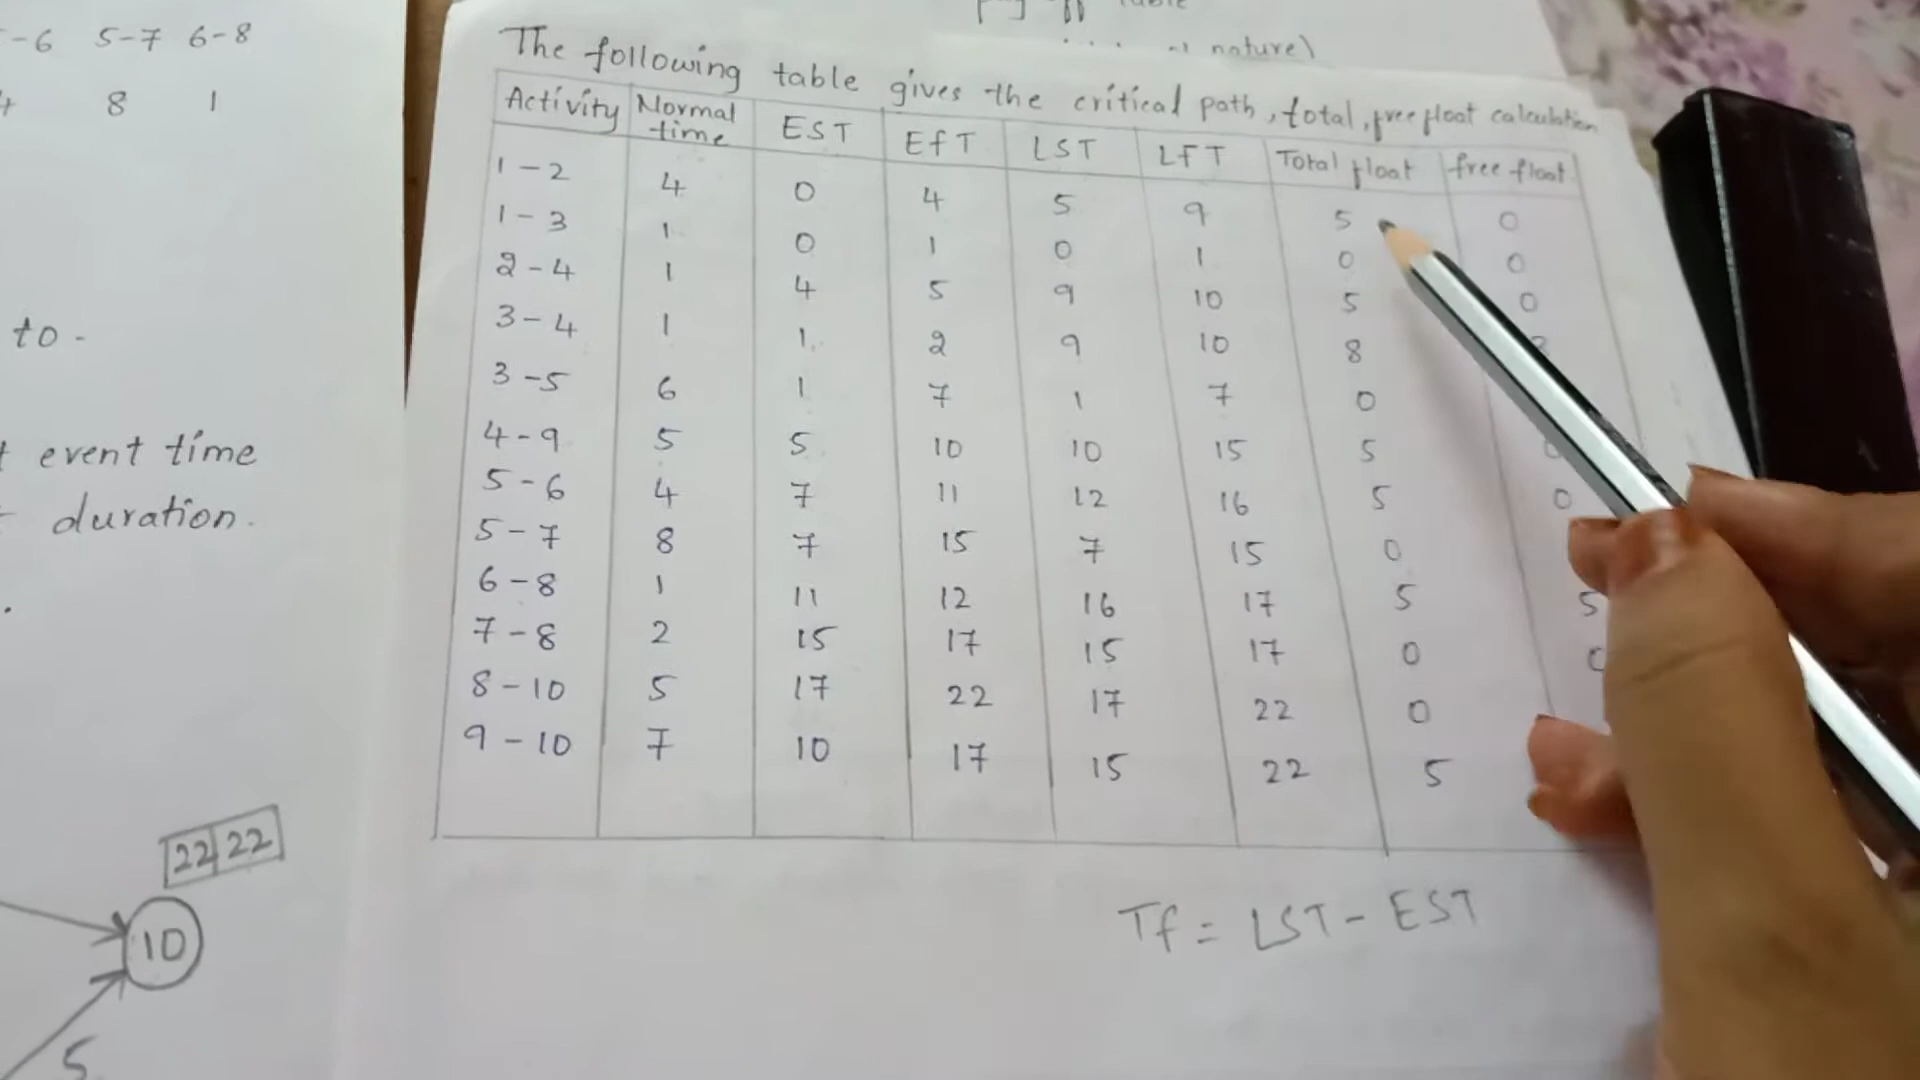 -6 5-7 6-8
8 1
to -
event time
duration.
22 22
10
5
table
nature)
The following table gives the critical path, total, free float calculation
Activity Normal time EST EfT LST LFT Total float free float
1-2 4 0 4 5 9 5 0
1-3 1 0 1 0 1 0 0
2-4 1 4 5 9 10 5 0
3-4 1 1 2 9 10 8
3-5 6 1 7 1 7 0
4-9 5 5 10 10 15 5
5-6 4 7 11 12 16 5 0
5-7 8 7 15 7 15 0
6-8 1 11 12 16 17 5 5
7-8 2 15 17 15 17 0
8-10 5 17 22 17 22 0
9-10 7 10 17 15 22 5
Tf = LST - EST